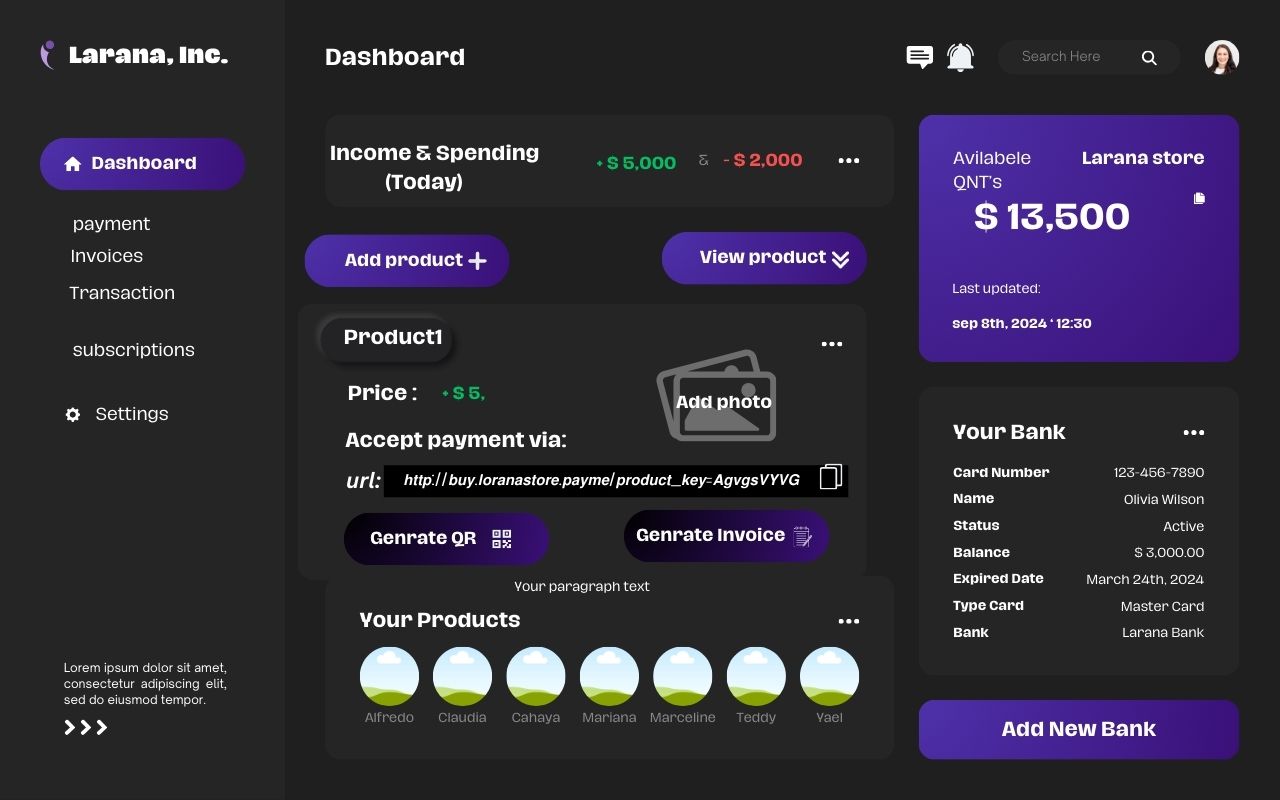 Larana, Inc.
Dashboard
Search Here
Dashboard
payment
Invoices
Transaction
subscriptions
Settings
Lorem ipsum dolor sit amet,
consectetur adipiscing elit,
sed do eiusmod tempor.
Income & Spending
(Today)
+ $ 5,000 & - $ 2,000
Add product
View product
Product1
Price : + $ 5,
Add photo
Accept payment via:
url: http://buy.loranastore.payme/product_key=AgvgsVYVG
Genrate QR
Genrate Invoice
Your paragraph text
Your Products
Alfredo Claudia Cahaya Mariana Marceline Teddy Yael
Avilabele
QNT's
Larana store
$ 13,500
Last updated:
sep 8th, 2024 ' 12:30
Your Bank
Card Number 123-456-7890
Name Olivia Wilson
Status Active
Balance $ 3,000.00
Expired Date March 24th, 2024
Type Card Master Card
Bank Larana Bank
Add New Bank